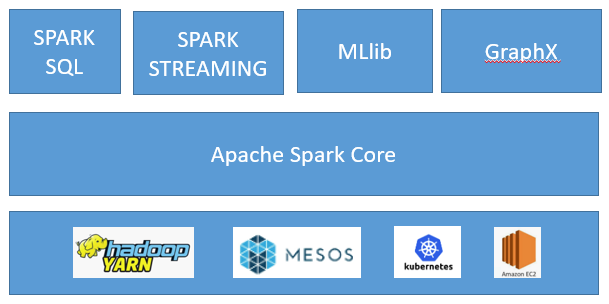 SPARK
SQL
SPARK
STREAMING
MLlib
GraphX
Apache Spark Core
hadoop
YARN
MESOS
kubernetes
Amazon EC2